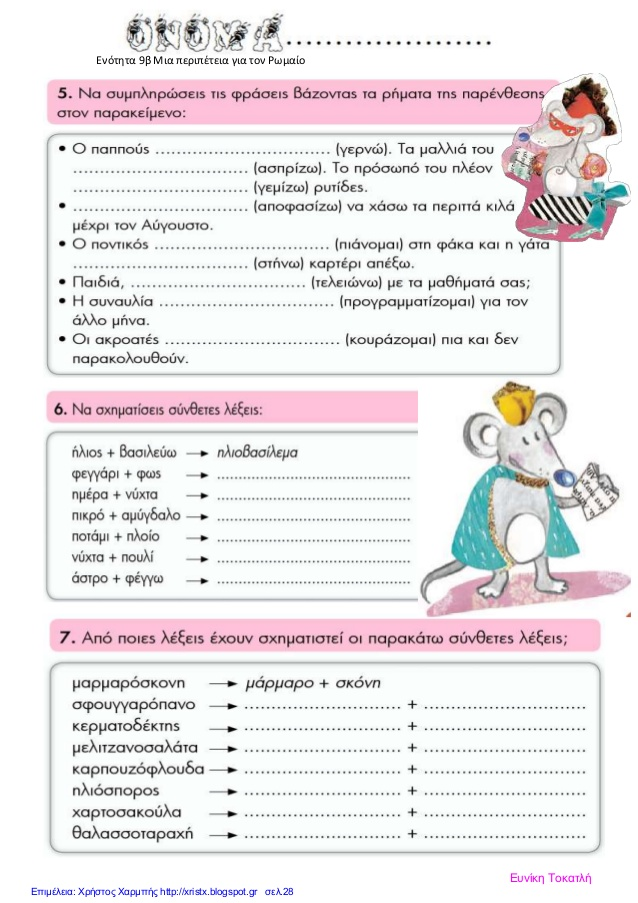 ΟΝΟΜΑ......................
Ενότητα 9β Μια περιπέτεια για τον Ρωμαίο
5. Να συμπληρώσεις τις φράσεις βάζοντας τα ρήματα της παρένθεσης
στον παρακείμενο:
• Ο παππούς ................................. (γερνώ). Τα μαλλιά του
................................. (ασπρίζω). Το πρόσωπό του πλέον
................................. (γεμίζω) ρυτίδες.
• ................................. (αποφασίζω) να χάσω τα περιττά κιλά
μέχρι τον Αύγουστο.
• Ο ποντικός ................................. (πιάνομαι) στη φάκα και η γάτα
................................. (στήνω) καρτέρι απέξω.
• Παιδιά, ................................. (τελειώνω) με τα μαθήματά σας;
• Η συναυλία ................................. (προγραμματίζομαι) για τον
άλλο μήνα.
• Οι ακροατές ................................. (κουράζομαι) πια και δεν
παρακολουθούν.
6. Να σχηματίσεις σύνθετες λέξεις:
ήλιος + βασιλεύω → ηλιοβασίλεμα
φεγγάρι + φως → .......................................
ημέρα + νύχτα → .......................................
πικρό + αμύγδαλο → .......................................
ποτάμι + πλοίο → .......................................
νύχτα + πουλί → .......................................
άστρο + φέγγω → .......................................
7. Από ποιες λέξεις έχουν σχηματιστεί οι παρακάτω σύνθετες λέξεις;
μαρμαρόσκονη → μάρμαρο + σκόνη
σφουγγαρόπανο → ............................. + ..............................
κερματοδέκτης → ............................. + ..............................
μελιτζανοσαλάτα → ............................. + ..............................
καρπουζόφλουδα → ............................. + ..............................
ηλιόσπορος → ............................. + ..............................
χαρτοσακούλα → ............................. + ..............................
θαλασσοταραχή → ............................. + ..............................
Ευνίκη Τοκατλή
Επιμέλεια: Χρήστος Χαρμπής http://xristx.blogspot.gr σελ.28